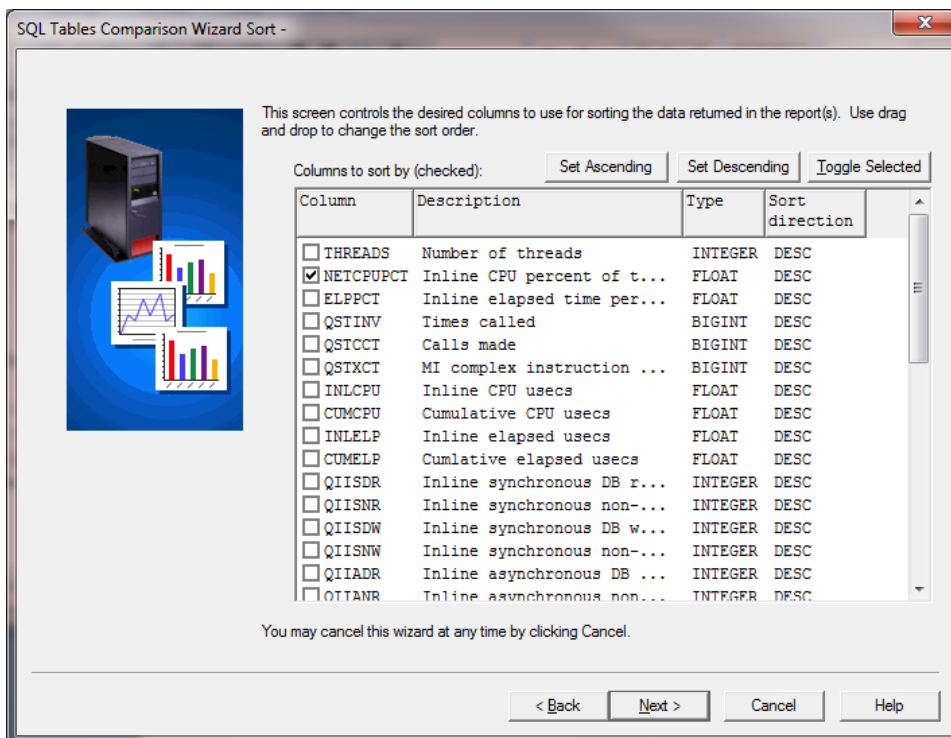 SQL Tables Comparison Wizard Sort -
This screen controls the desired columns to use for sorting the data returned in the report(s). Use drag
and drop to change the sort order.
Columns to sort by (checked): Set Ascending Set Descending Toggle Selected
Column Description Type Sort direction
THREADS Number of threads INTEGER DESC
NETCPUPCT Inline CPU percent of t... FLOAT DESC
ELPPCT Inline elapsed time per... FLOAT DESC
QSTINV Times called BIGINT DESC
QSTCCT Calls made BIGINT DESC
QSTXCT MI complex instruction ... BIGINT DESC
INLCPU Inline CPU usecs FLOAT DESC
CUMCPU Cumulative CPU usecs FLOAT DESC
INLELP Inline elapsed usecs FLOAT DESC
CUMELP Cumlative elapsed usecs FLOAT DESC
QIISDR Inline synchronous DB r... INTEGER DESC
QIISNR Inline synchronous non-... INTEGER DESC
QIISDW Inline synchronous DB w... INTEGER DESC
QIISNW Inline synchronous non-... INTEGER DESC
QIIADR Inline asynchronous DB ... INTEGER DESC
QIIANR Inline asynchronous non... INTEGER DESC
You may cancel this wizard at any time by clicking Cancel.
< Back Next > Cancel Help